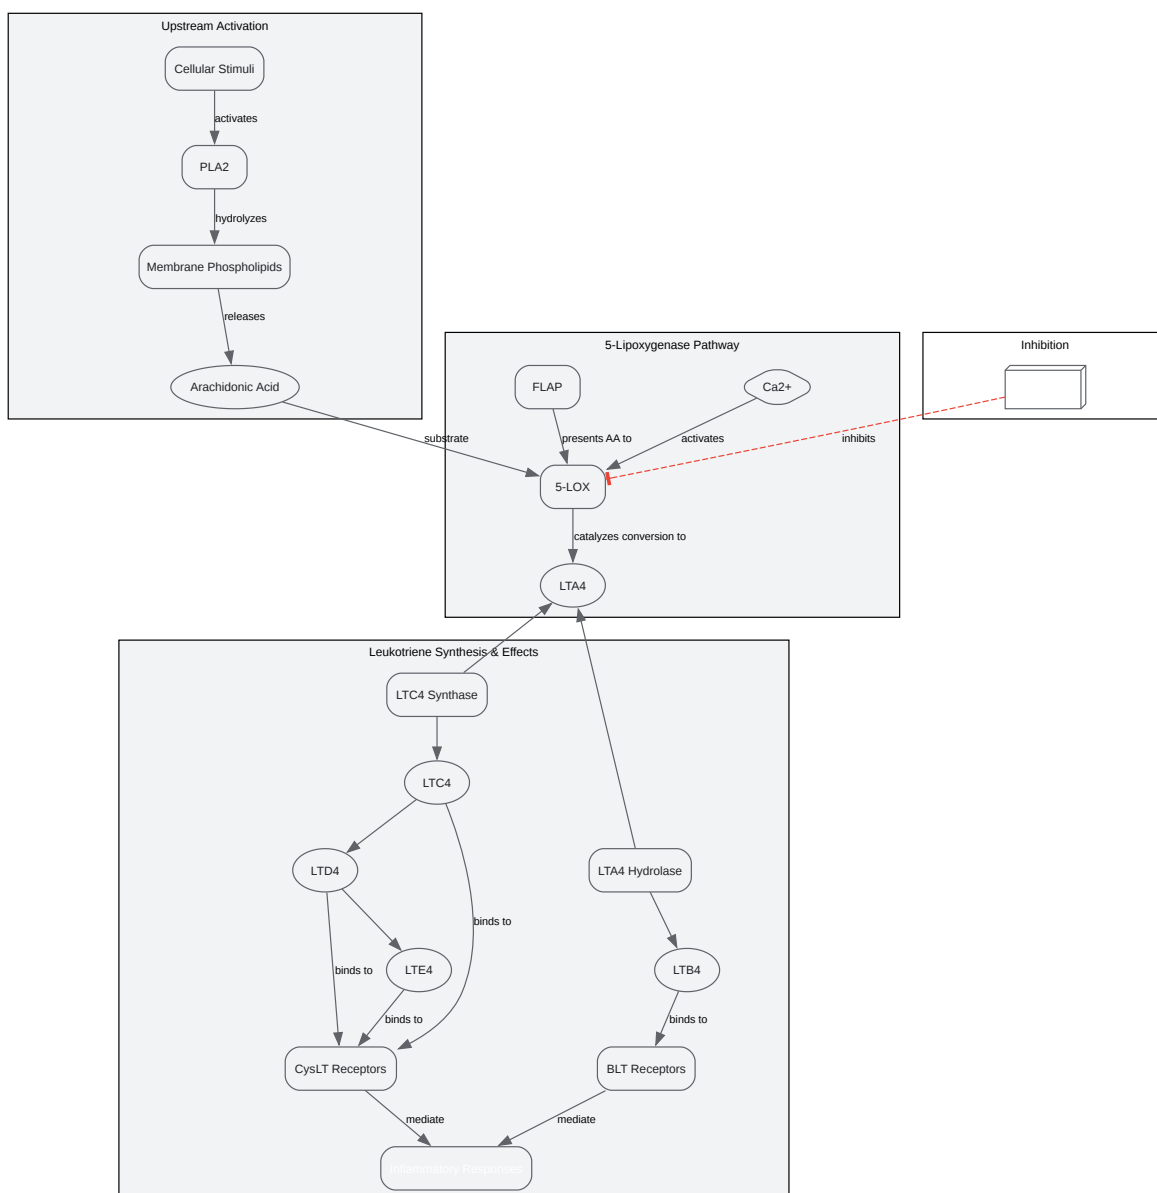 Upstream Activation
Cellular Stimuli
activates
PLA2
hydrolyzes
Membrane Phospholipids
releases
Arachidonic Acid
substrate
5-Lipoxygenase Pathway
FLAP
Ca2+
presents AA to
activates
5-LOX
catalyzes conversion to
LTA4
Inhibition
inhibits
Leukotriene Synthesis & Effects
LTC4 Synthase
LTC4
LTD4
LTA4 Hydrolase
binds to
binds to
LTE4
LTB4
binds to
binds to
CysLT Receptors
BLT Receptors
mediate
mediate
Inflammatory Responses